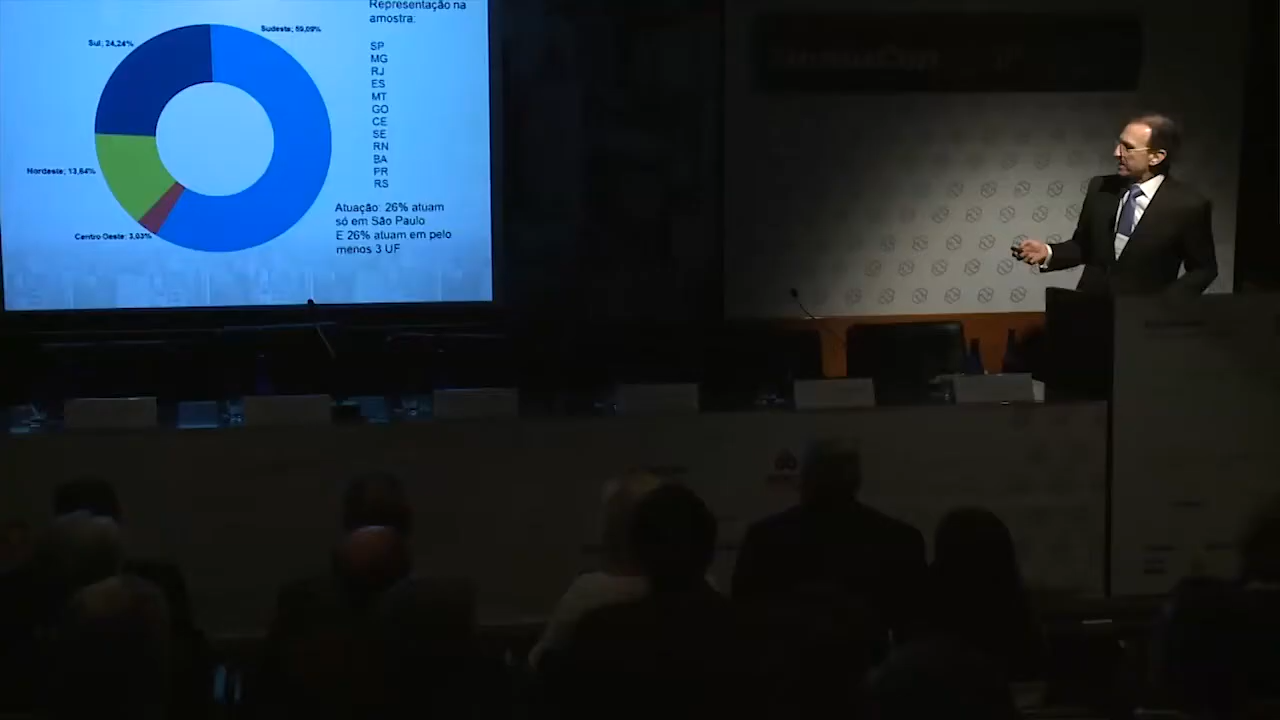 Representação na
amostra:
Sudeste; 59,09%
Sul; 24,24%
SP
MG
RJ
ES
MT
GO
CE
SE
RN
BA
PR
RS
Nordeste; 13,64%
Centro Oeste; 3,03%
Atuação: 26% atuam
só em São Paulo
E 26% atuam em pelo
menos 3 UF